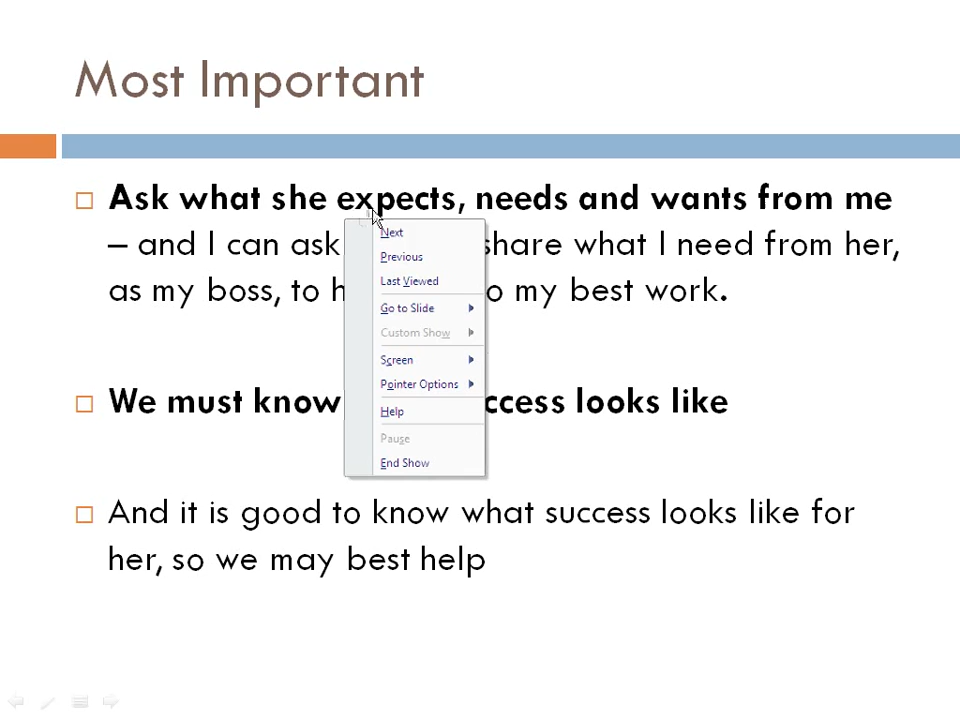 Most Important
Ask what she expects, needs and wants from me
– and I can ask share what I need from her,
as my boss, to my best work.
We must know looks like
And it is good to know what success looks like for
her, so we may best help
Next
Previous
Last Viewed
Go to Slide
Custom Show
Screen
Pointer Options
Help
Pause
End Show